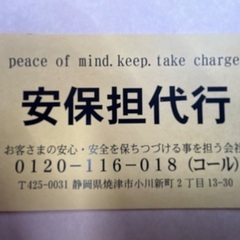 peace of mind.keep.take charge
安保担代行
お客さまの安心・安全を保ちつづける事を担う会社
0120-116-018 (コール)
〒425-0031 静岡県焼津市小川新町2丁目13-30